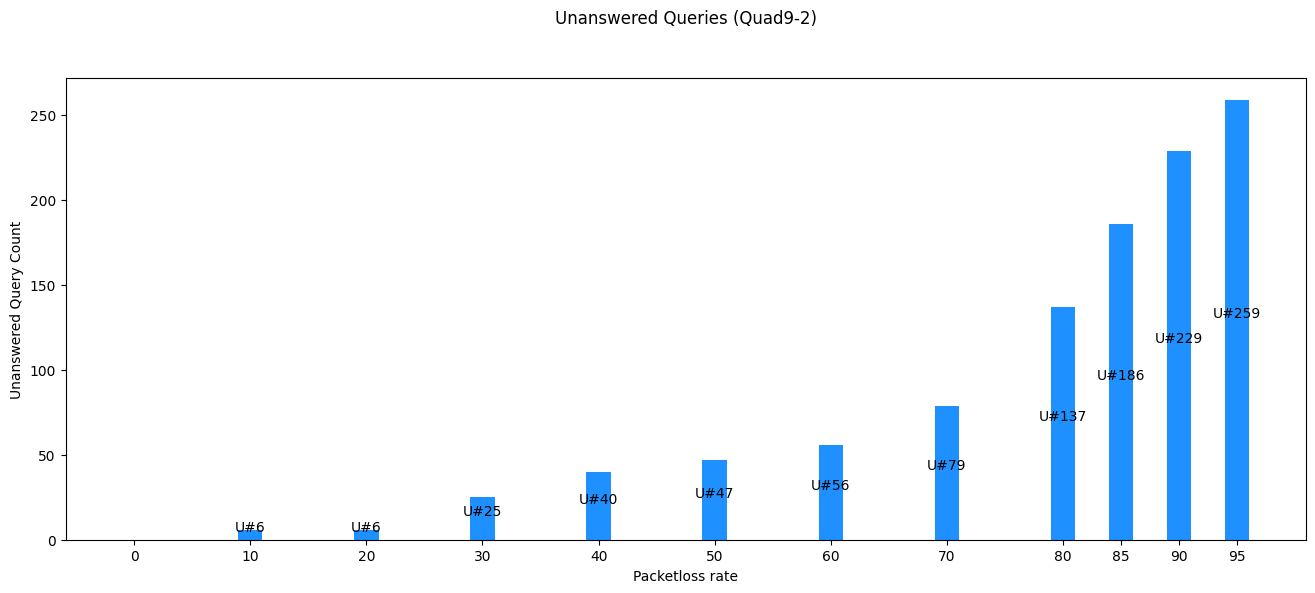 Unanswered Queries (Quad9-2)
Unanswered Query Count
250
200
150
100
50
0
U#6
U#6
U#25
U#40
U#47
U#56
U#79
U#137
U#186
U#229
U#259
0 10 20 30 40 50 60 70 80 85 90 95
Packetloss rate